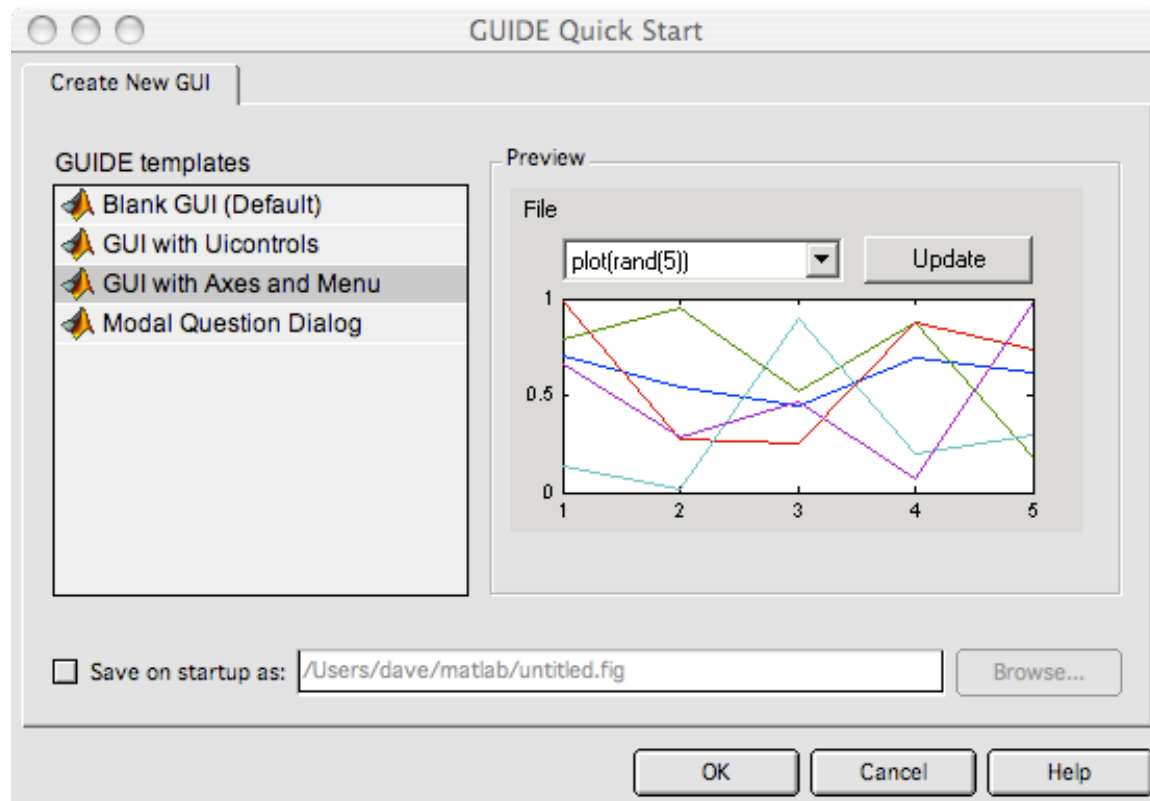 GUIDE Quick Start
Create New GUI
GUIDE templates
Blank GUI (Default)
GUI with Uicontrols
GUI with Axes and Menu
Modal Question Dialog
Preview
File
plot(rand(5))
Update
1
0.5
0
1 2 3 4 5
Save on startup as:
/Users/dave/matlab/untitled.fig
Browse...
OK
Cancel
Help